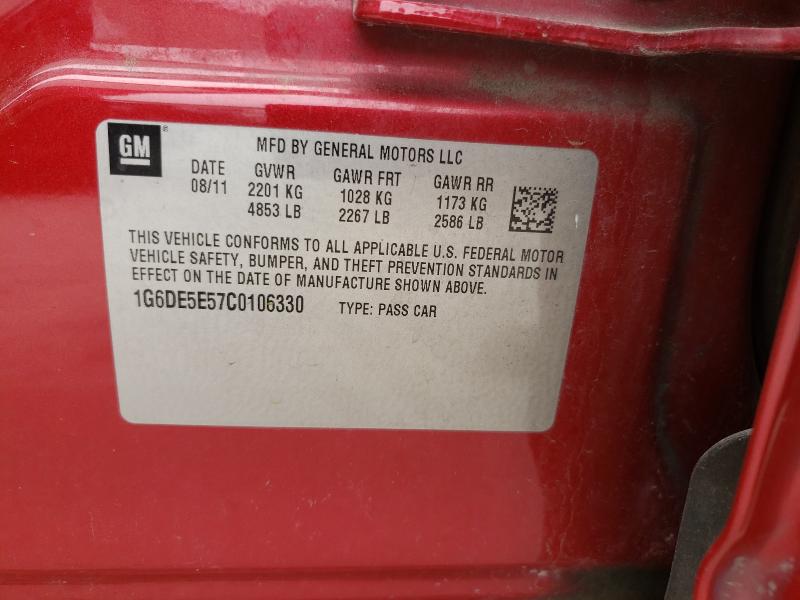 GM ®
MFD BY GENERAL MOTORS LLC
DATE GVWR GAWR FRT GAWR RR
08/11 2201 KG 1028 KG 1173 KG
4853 LB 2267 LB 2586 LB
THIS VEHICLE CONFORMS TO ALL APPLICABLE U.S. FEDERAL MOTOR
VEHICLE SAFETY, BUMPER, AND THEFT PREVENTION STANDARDS IN
EFFECT ON THE DATE OF MANUFACTURE SHOWN ABOVE.
1G6DE5E57C0106330 TYPE: PASS CAR